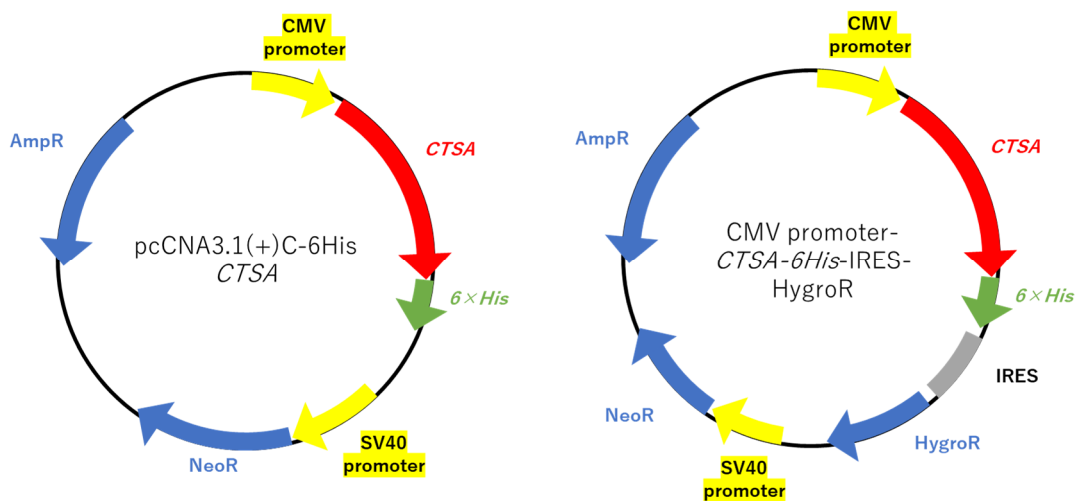 CMV
promoter
AmpR
CTSA
pcCNA3.1(+)C-6His
CTSA
6×His
SV40
promoter
NeoR
CMV
promoter
AmpR
CTSA
CMV promoter-
CTSA-6His-IRES-
HygroR
6×His
IRES
NeoR
HygroR
SV40
promoter